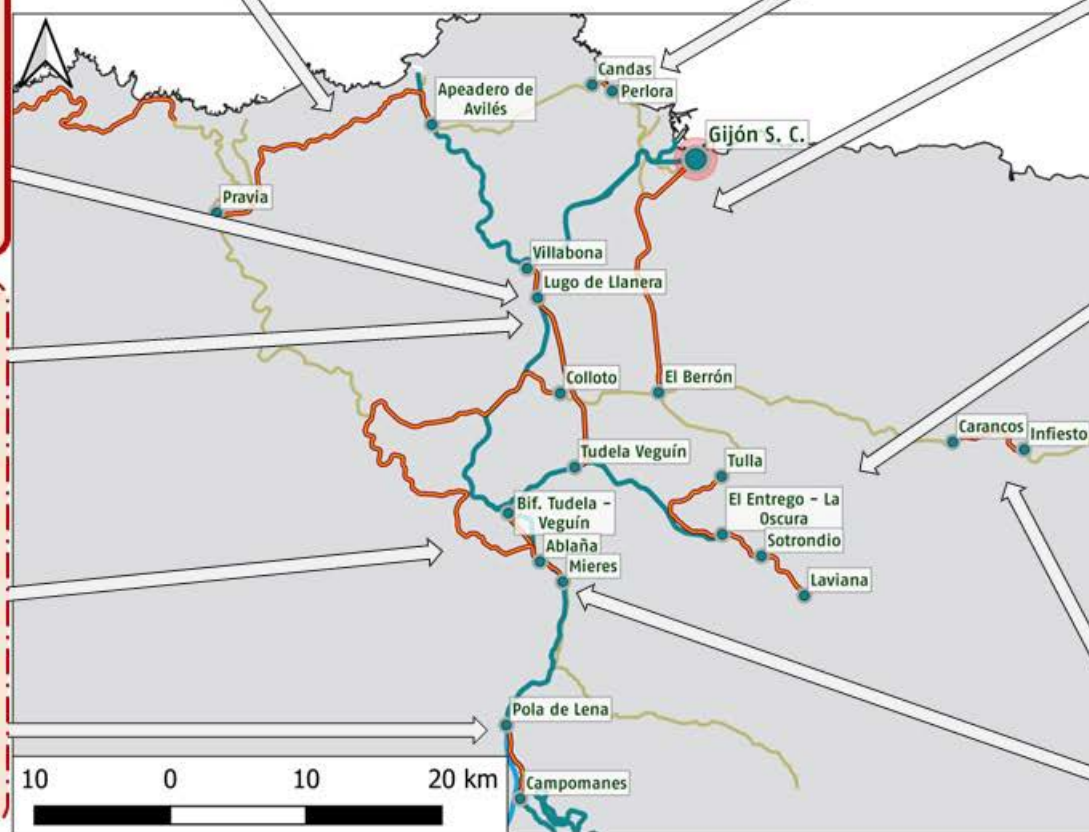 Candas
Perlora
Apeadero de
Avilés
Gijón S. C.
Pravia
Villabona
Lugo de Llanera
Colloto
El Berrón
Carancos
Infiesto
Tudela Veguín
Tulla
El Entrego - La
Oscura
Bif. Tudela -
Veguín
Sotrondio
Ablaña
Mieres
Laviana
Pola de Lena
10 0 10 20 km
Campomanes